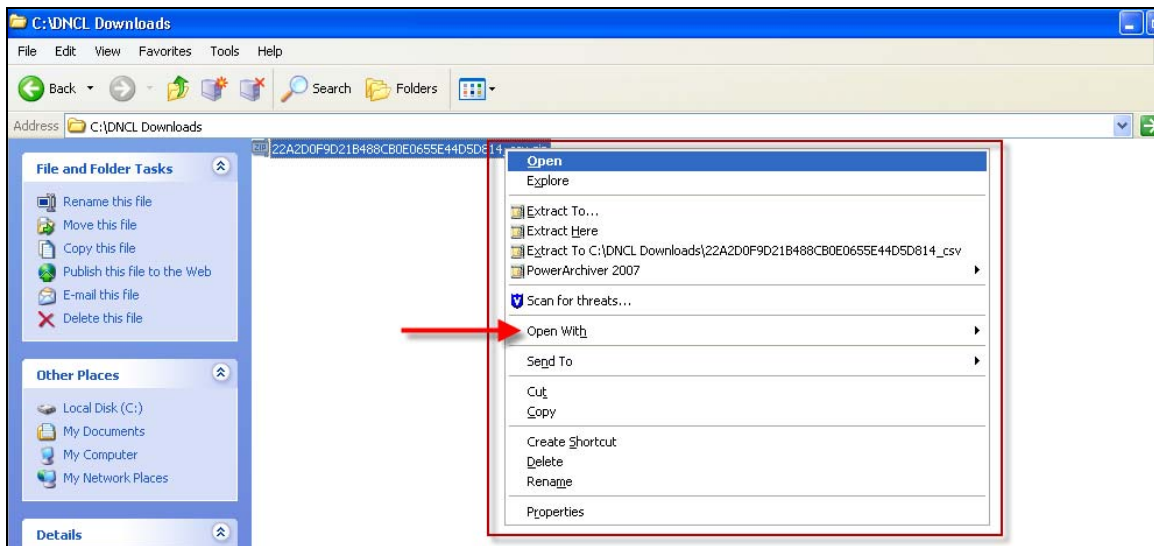 C:\DNCL Downloads
File Edit View Favorites Tools Help
Back Search Folders
Address C:\DNCL Downloads
ZIP 22A2D0F9D21B488CB0E0655E44D5D814_csv.zip
File and Folder Tasks
Rename this file
Move this file
Copy this file
Publish this file to the Web
E-mail this file
Delete this file
Other Places
Local Disk (C:)
My Documents
My Computer
My Network Places
Details
Open
Explore
Extract To...
Extract Here
Extract To C:\DNCL Downloads\22A2D0F9D21B488CB0E0655E44D5D814_csv
PowerArchiver 2007
Scan for threats...
Open With
Send To
Cut
Copy
Create Shortcut
Delete
Rename
Properties